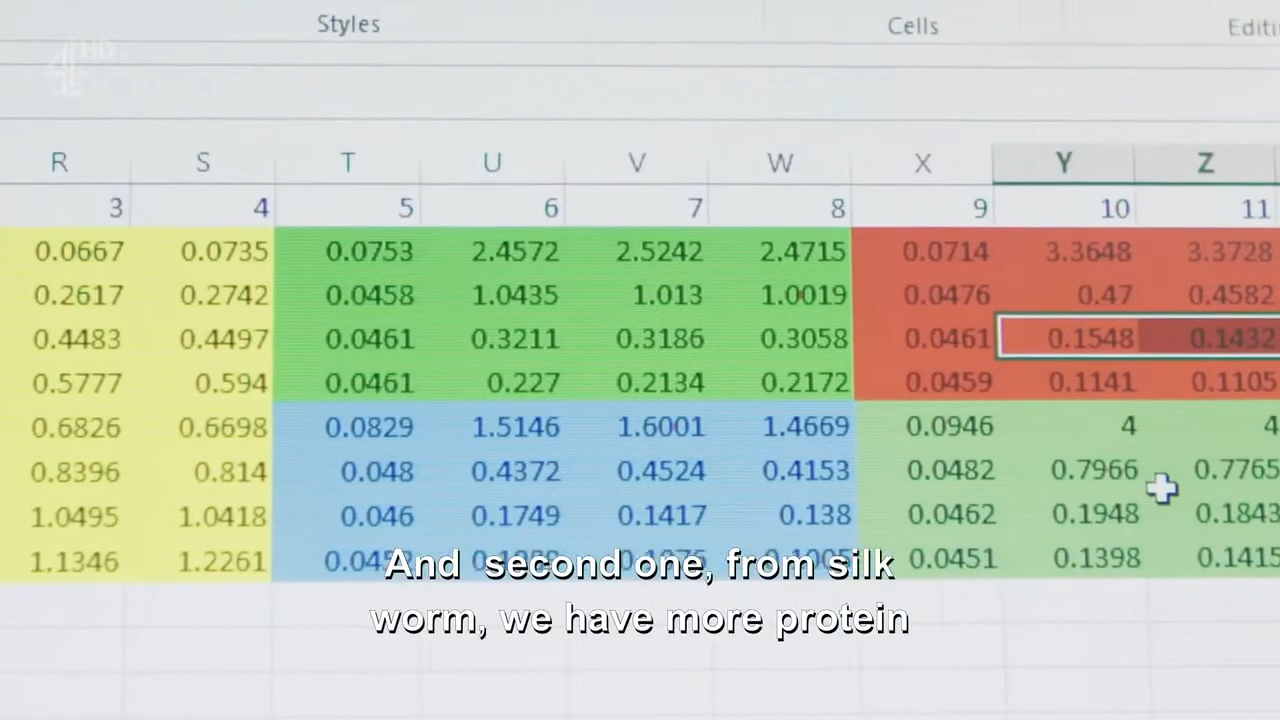 Styles Cells
4HD
R S T U V W X Y Z
3 4 5 6 7 8 9 10 11
0.0667 0.0735 0.0753 2.4572 2.5242 2.4715 0.0714 3.3648 3.3728
0.2617 0.2742 0.0458 1.0435 1.013 1.0019 0.0476 0.47 0.4582
0.4483 0.4497 0.0461 0.3211 0.3186 0.3058 0.0461 0.1548 0.1432
0.5777 0.594 0.0461 0.227 0.2134 0.2172 0.0459 0.1141 0.1105
0.6826 0.6698 0.0829 1.5146 1.6001 1.4669 0.0946 4 4
0.8396 0.814 0.048 0.4372 0.4524 0.4153 0.0482 0.7966 0.7765
1.0495 1.0418 0.046 0.1749 0.1417 0.138 0.0462 0.1948 0.1843
1.1346 1.2261 0.0451 0.1398 0.1415
And second one, from silk
worm, we have more protein